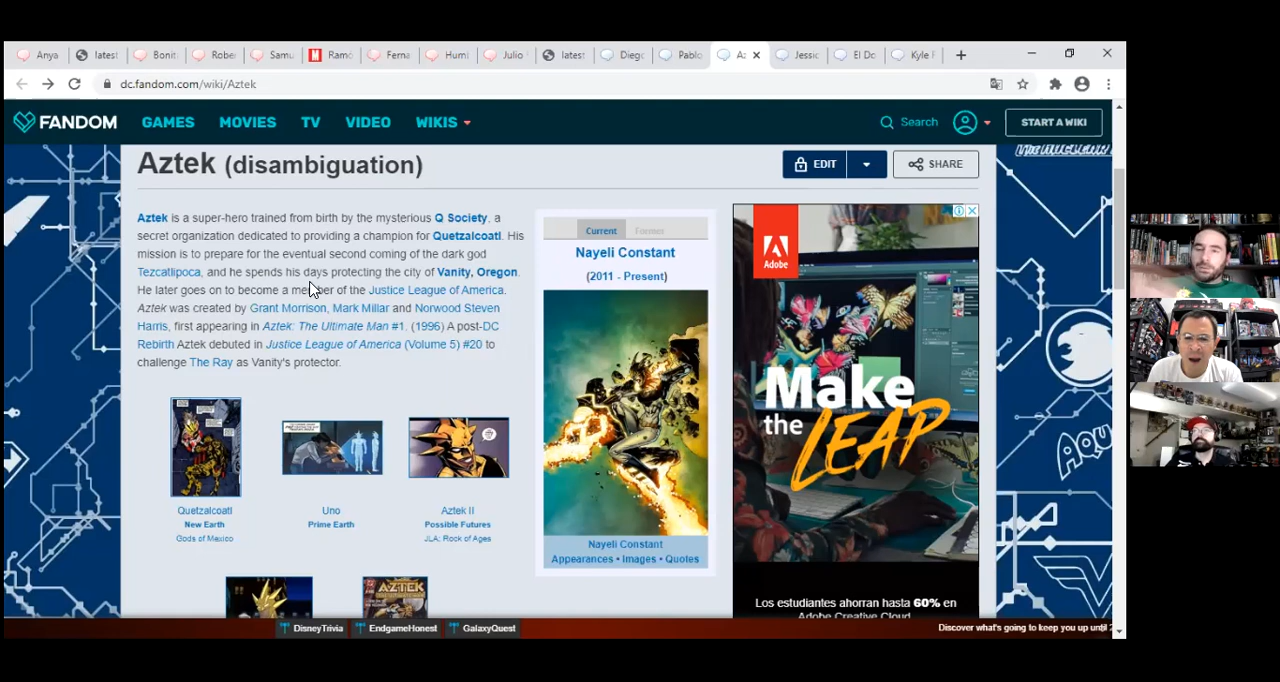 Anya
latest
Bonit
Rober
Samu
Ramó
Ferna
Humb
Julio
latest
Diego
Pablo
Az
Jessic
El Do
Kyle F
dc.fandom.com/wiki/Aztek
FANDOM
GAMES
MOVIES
TV
VIDEO
WIKIS
Search
START A WIKI
Aztek (disambiguation)
EDIT
SHARE
Aztek is a super-hero trained from birth by the mysterious Q Society, a
secret organization dedicated to providing a champion for Quetzalcoatl. His
mission is to prepare for the eventual second coming of the dark god
Tezcatlipoca, and he spends his days protecting the city of Vanity, Oregon.
He later goes on to become a member of the Justice League of America.
Aztek was created by Grant Morrison, Mark Millar and Norwood Steven
Harris, first appearing in Aztek: The Ultimate Man #1. (1996) A post-DC
Rebirth Aztek debuted in Justice League of America (Volume 5) #20 to
challenge The Ray as Vanity's protector.
Current
Former
Nayeli Constant
(2011 - Present)
Nayeli Constant
Appearances • Images • Quotes
Quetzalcoatl
New Earth
Gods of Mexico
Uno
Prime Earth
Aztek II
Possible Futures
JLA: Rock of Ages
AZTEK
Adobe
Make
the LEAP
Los estudiantes ahorran hasta 60% en
Adobe Creative Cloud
DisneyTrivia
EndgameHonest
GalaxyQuest
Discover what's going to keep you up until 2